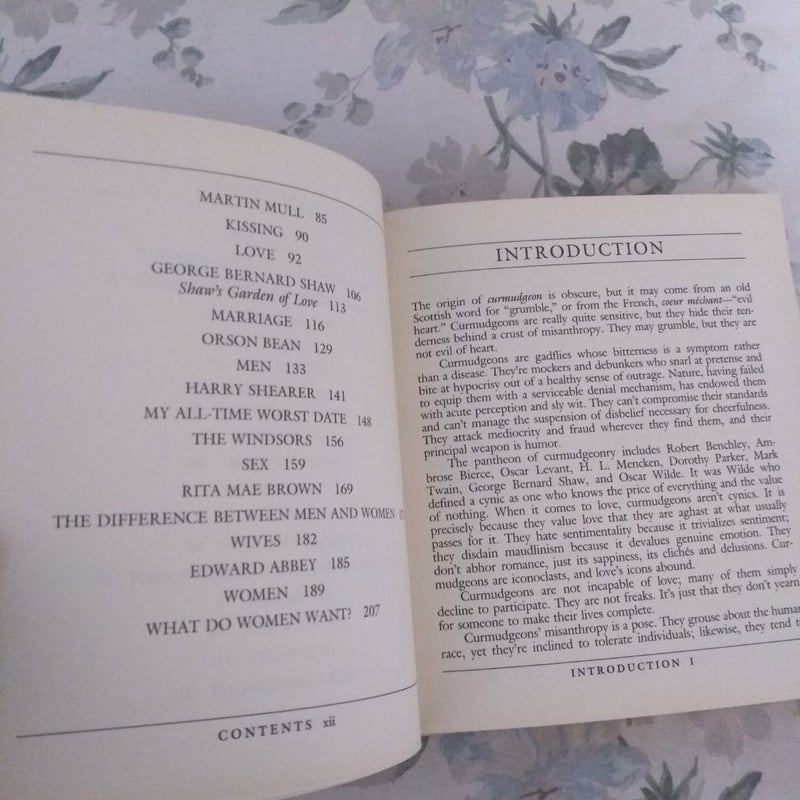 MARTIN MULL 85
KISSING 90
LOVE 92
GEORGE BERNARD SHAW 106
Shaw's Garden of Love 113
MARRIAGE 116
ORSON BEAN 129
MEN 133
HARRY SHEARER 141
MY ALL-TIME WORST DATE 148
THE WINDSORS 156
SEX 159
RITA MAE BROWN 169
THE DIFFERENCE BETWEEN MEN AND WOMEN
WIVES 182
EDWARD ABBEY 185
WOMEN 189
WHAT DO WOMEN WANT? 207
CONTENTS xii
INTRODUCTION
The origin of curmudgeon is obscure, but it may come from an old
Scottish word for "grumble," or from the French, coeur méchant—"evil
heart." Curmudgeons are really quite sensitive, but they hide their ten-
derness behind a crust of misanthropy. They may grumble, but they are
not evil of heart.
Curmudgeons are gadflies whose bitterness is a symptom rather
than a disease. They're mockers and debunkers who snarl at pretense and
bite at hypocrisy out of a healthy sense of outrage. Nature, having failed
to equip them with a serviceable denial mechanism, has endowed them
with acute perception and sly wit. They can't compromise their standards
and can't manage the suspension of disbelief necessary for cheerfulness.
They attack mediocrity and fraud wherever they find them, and their
principal weapon is humor.
The pantheon of curmudgeonry includes Robert Benchley, Am-
brose Bierce, Oscar Levant, H. L. Mencken, Dorothy Parker, Mark
Twain, George Bernard Shaw, and Oscar Wilde. It was Wilde who
defined a cynic as one who knows the price of everything and the value
of nothing. When it comes to love, curmudgeons aren't cynics. It is
precisely because they value love that they are aghast at what usually
passes for it. They hate sentimentality because it trivializes sentiment;
they disdain maudlinism because it devalues genuine emotion. They
don't abhor romance, just its sappiness, its clichés and delusions. Cur-
mudgeons are iconoclasts, and love's icons abound.
Curmudgeons are not incapable of love; many of them simply
decline to participate. They are not freaks. It's just that they don't yearn
for someone to make their lives complete.
Curmudgeons' misanthropy is a pose. They grouse about the human
race, yet they're inclined to tolerate individuals; likewise, they tend
INTRODUCTION 1